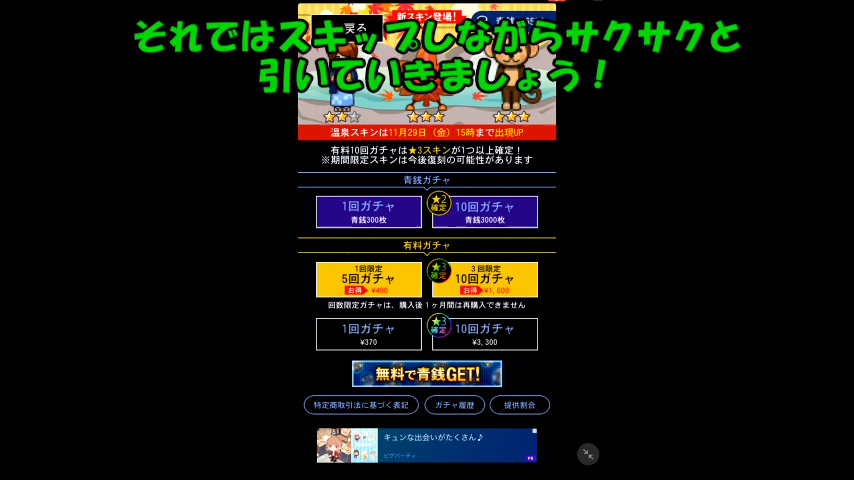 それではスキップしながらサクサクと
引いていきましょう！
新スキン登場！
戻る
温泉スキンは11月29日（金）15時まで出現UP
有料10回ガチャは★3スキンが1つ以上確定！
※期間限定スキンは今後復刻の可能性があります
青銭ガチャ
1回ガチャ
青銭300枚
★2
確定
10回ガチャ
青銭3000枚
有料ガチャ
1回限定
5回ガチャ
お得 ¥490
★3
確定
3回限定
10回ガチャ
お得 ¥1,600
回数限定ガチャは、購入後1ヶ月間は再購入できません
1回ガチャ
¥370
★3
確定
10回ガチャ
¥3,300
無料で青銭GET!
特定商取引法に基づく表記
ガチャ履歴
提供割合
キュンな出会いがたくさん♪
ピグパーティ
PR